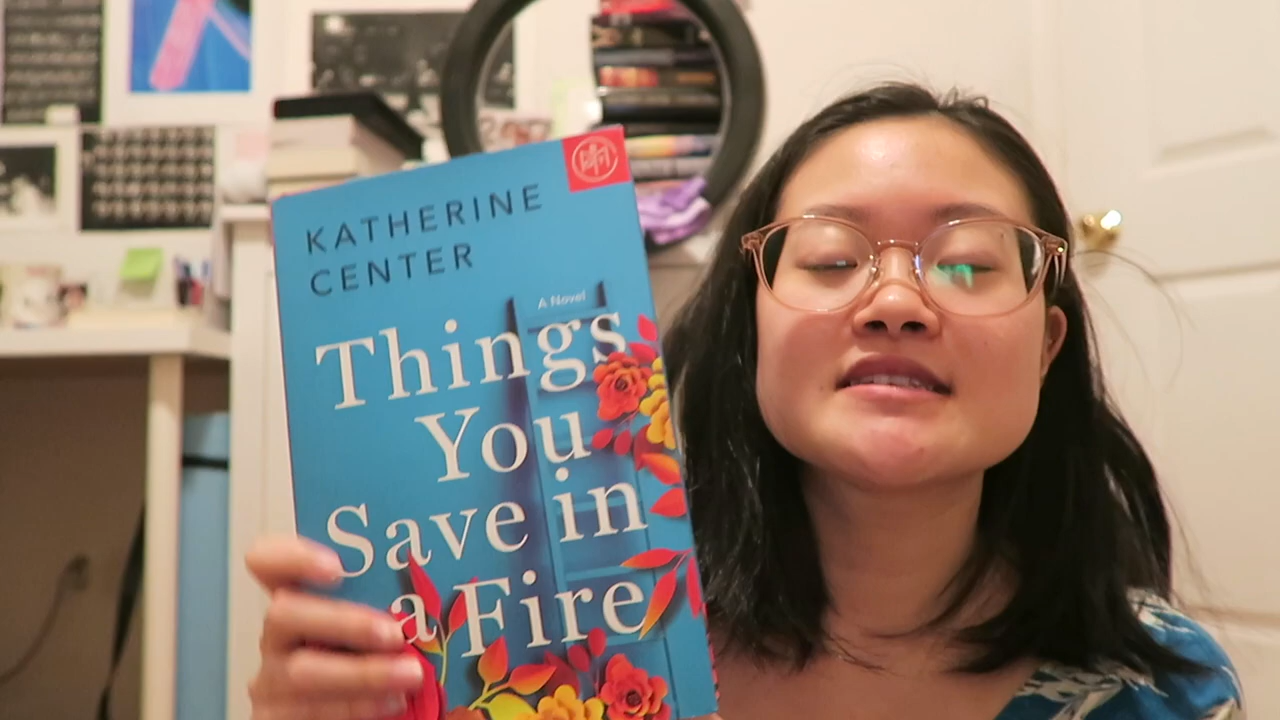 KATHERINE
CENTER
A Novel
Things
You
Save in
a Fire